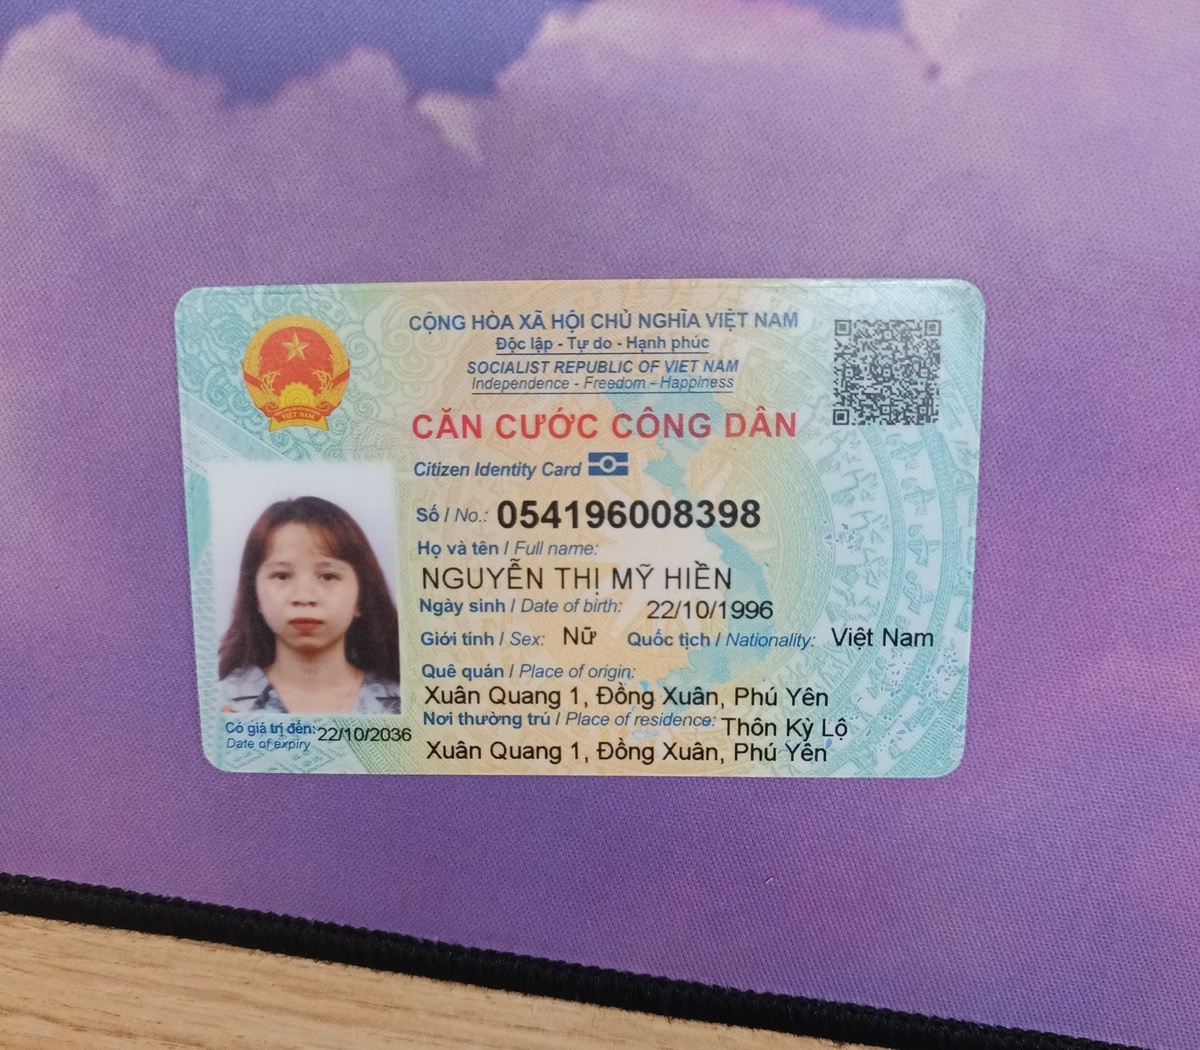 CỘNG HÒA XÃ HỘI CHỦ NGHĨA VIỆT NAM
Độc lập - Tự do - Hạnh phúc
SOCIALIST REPUBLIC OF VIET NAM
Independence - Freedom - Happiness
CĂN CƯỚC CÔNG DÂN
Citizen Identity Card
Số / No.: 054196008398
Họ và tên / Full name:
NGUYỄN THỊ MỸ HIỀN
Ngày sinh / Date of birth: 22/10/1996
Giới tính / Sex: Nữ Quốc tịch / Nationality: Việt Nam
Quê quán / Place of origin:
Xuân Quang 1, Đồng Xuân, Phú Yên
Nơi thường trú / Place of residence: Thôn Kỳ Lộ
Xuân Quang 1, Đồng Xuân, Phú Yên
Có giá trị đến: 22/10/2036
Date of expiry
VIỆT NAM